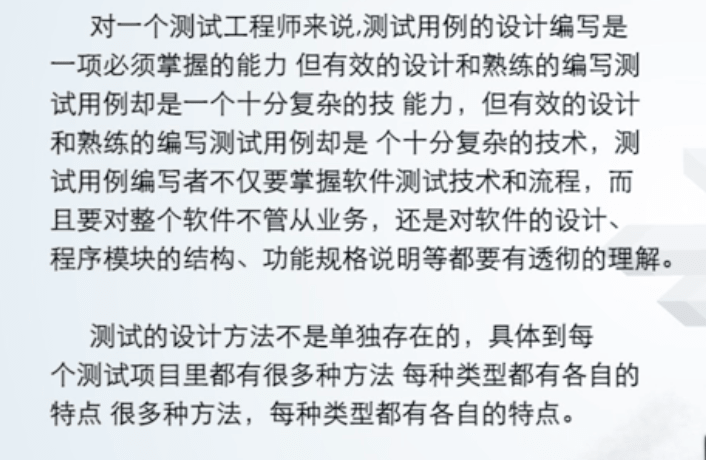 对一个测试工程师来说,测试用例的设计编写是
一项必须掌握的能力 但有效的设计和熟练的编写测
试用例却是一个十分复杂的技 能力，但有效的设计
和熟练的编写测试用例却是 个十分复杂的技术，测
试用例编写者不仅要掌握软件测试技术和流程，而
且要对整个软件不管从业务，还是对软件的设计、
程序模块的结构、功能规格说明等都要有透彻的理解。
测试的设计方法不是单独存在的，具体到每
个测试项目里都有很多种方法 每种类型都有各自的
特点 很多种方法，每种类型都有各自的特点。